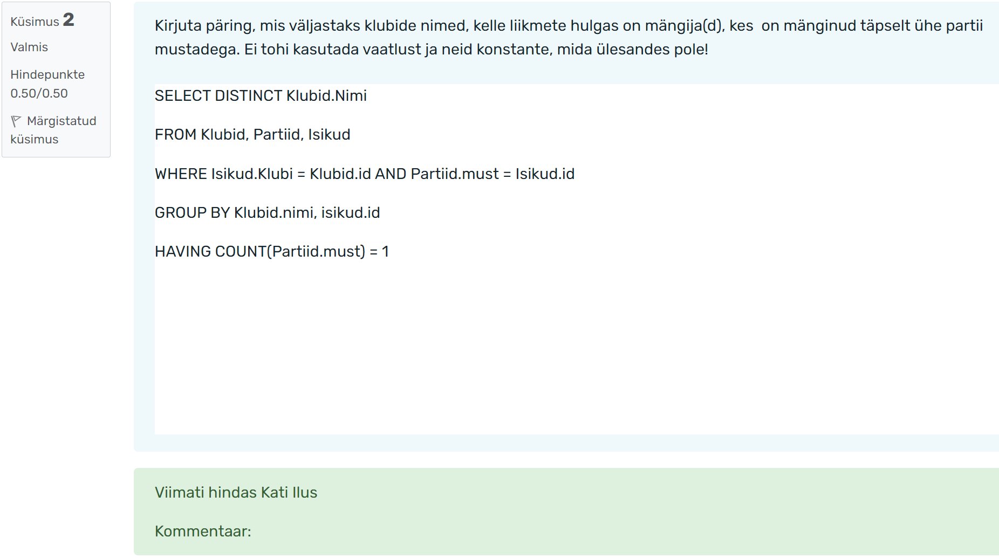 Küsimus 2
Valmis
Hindepunkte
0.50/0.50
Märgistatud
küsimus
Kirjuta päring, mis väljastaks klubide nimed, kelle liikmete hulgas on mängija(d), kes  on mänginud täpselt ühe partii
mustadega. Ei tohi kasutada vaatlust ja neid konstante, mida ülesandes pole!
SELECT DISTINCT Klubid.Nimi
FROM Klubid, Partiid, Isikud
WHERE Isikud.Klubi = Klubid.id AND Partiid.must = Isikud.id
GROUP BY Klubid.nimi, isikud.id
HAVING COUNT(Partiid.must) = 1
Viimati hindas Kati Ilus
Kommentaar: